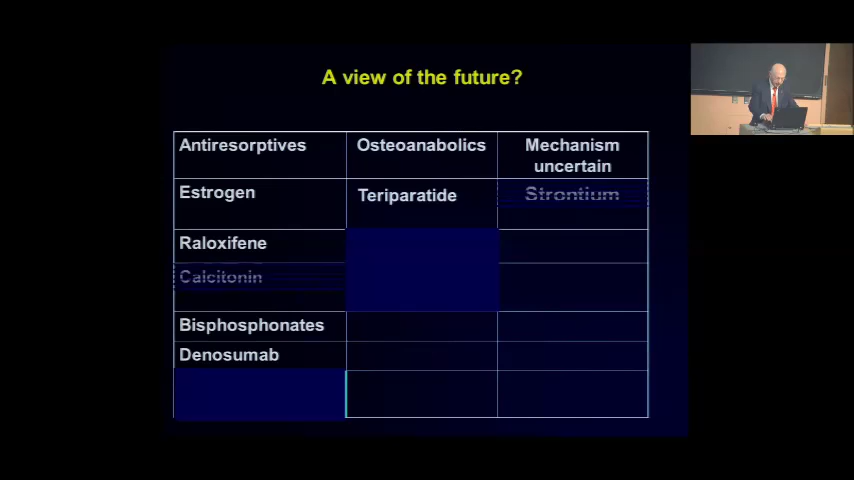 A view of the future?
Antiresorptives Osteoanabolics Mechanism
uncertain
Estrogen Teriparatide Strontium
Raloxifene
Calcitonin
Bisphosphonates
Denosumab